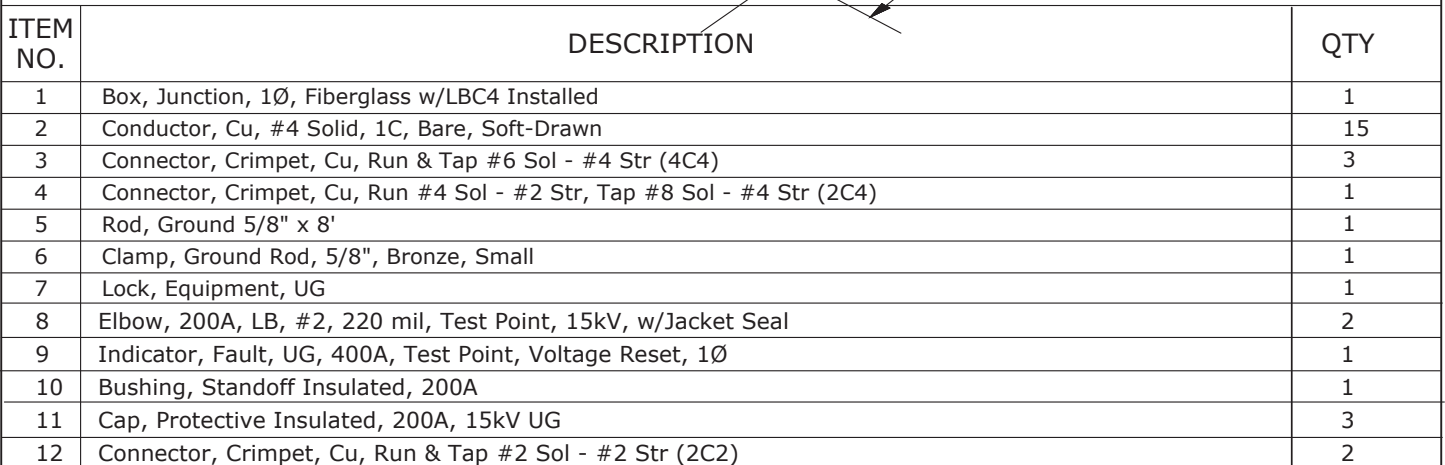 ITEM NO. DESCRIPTION QTY
1 Box, Junction, 1Ø, Fiberglass w/LBC4 Installed 1
2 Conductor, Cu, #4 Solid, 1C, Bare, Soft-Drawn 15
3 Connector, Crimpet, Cu, Run & Tap #6 Sol - #4 Str (4C4) 3
4 Connector, Crimpet, Cu, Run #4 Sol - #2 Str, Tap #8 Sol - #4 Str (2C4) 1
5 Rod, Ground 5/8" x 8' 1
6 Clamp, Ground Rod, 5/8", Bronze, Small 1
7 Lock, Equipment, UG 1
8 Elbow, 200A, LB, #2, 220 mil, Test Point, 15kV, w/Jacket Seal 2
9 Indicator, Fault, UG, 400A, Test Point, Voltage Reset, 1Ø 1
10 Bushing, Standoff Insulated, 200A 1
11 Cap, Protective Insulated, 200A, 15kV UG 3
12 Connector, Crimpet, Cu, Run & Tap #2 Sol - #2 Str (2C2) 2